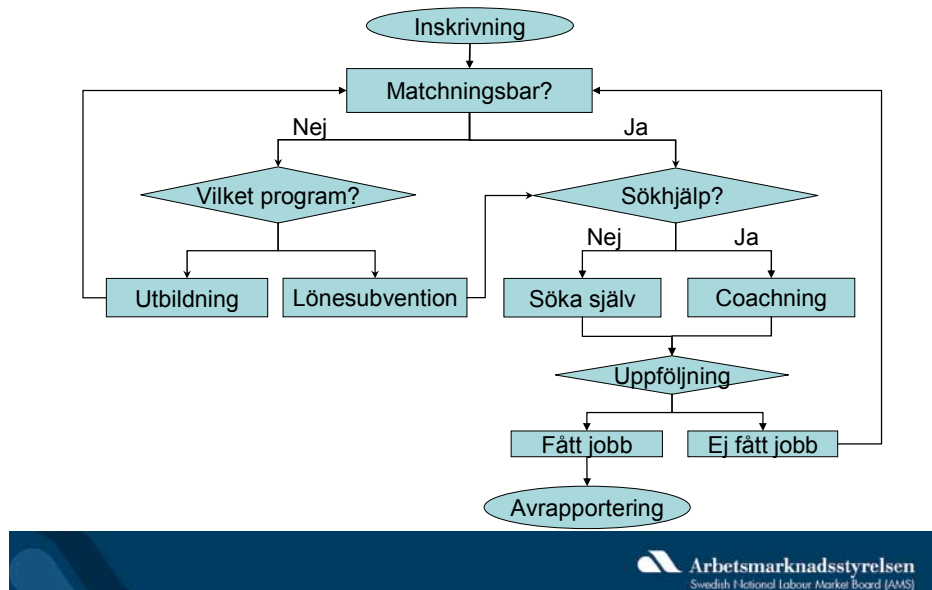 Inskrivning
Matchningsbar?
Nej
Ja
Vilket program?
Sökhjälp?
Nej
Ja
Utbildning
Lönesubvention
Söka själv
Coachning
Uppföljning
Fått jobb
Ej fått jobb
Avrapportering
Arbetsmarknadsstyrelsen
Swedish National Labour Market Board (AMS)